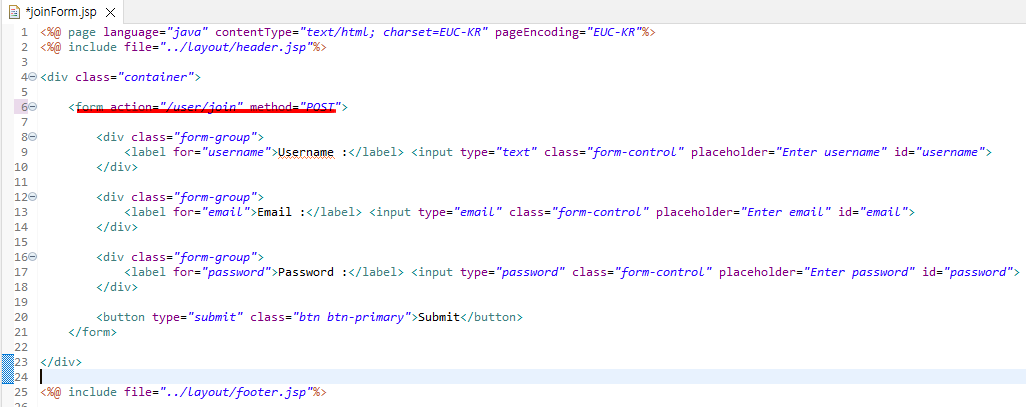 *joinForm.jsp
1 <%@ page language="java" contentType="text/html; charset=EUC-KR" pageEncoding="EUC-KR"%>
2 <%@ include file="../layout/header.jsp"%>
3
4 <div class="container">
5
6 <form action="/user/join" method="POST">
7
8 <div class="form-group">
9 <label for="username">Username :</label> <input type="text" class="form-control" placeholder="Enter username" id="username">
10 </div>
11
12 <div class="form-group">
13 <label for="email">Email :</label> <input type="email" class="form-control" placeholder="Enter email" id="email">
14 </div>
15
16 <div class="form-group">
17 <label for="password">Password :</label> <input type="password" class="form-control" placeholder="Enter password" id="password">
18 </div>
19
20 <button type="submit" class="btn btn-primary">Submit</button>
21 </form>
22
23 </div>
24
25 <%@ include file="../layout/footer.jsp"%>
26